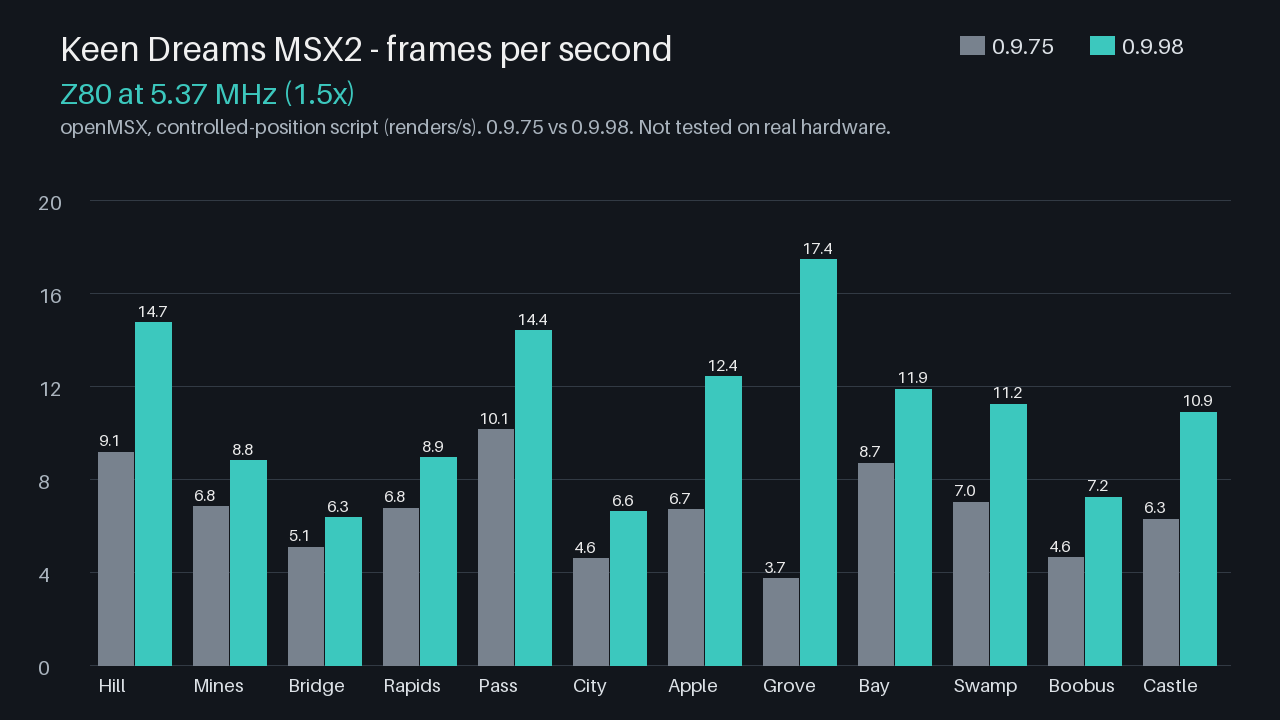 Keen Dreams MSX2 - frames per second
0.9.75
0.9.98
Z80 at 5.37 MHz (1.5x)
openMSX, controlled-position script (renders/s). 0.9.75 vs 0.9.98. Not tested on real hardware.
20
16
12
8
4
0
9.1
14.7
6.8
8.8
5.1
6.3
6.8
8.9
10.1
14.4
4.6
6.6
6.7
12.4
3.7
17.4
8.7
11.9
7.0
11.2
4.6
7.2
6.3
10.9
Hill
Mines
Bridge
Rapids
Pass
City
Apple
Grove
Bay
Swamp
Boobus
Castle